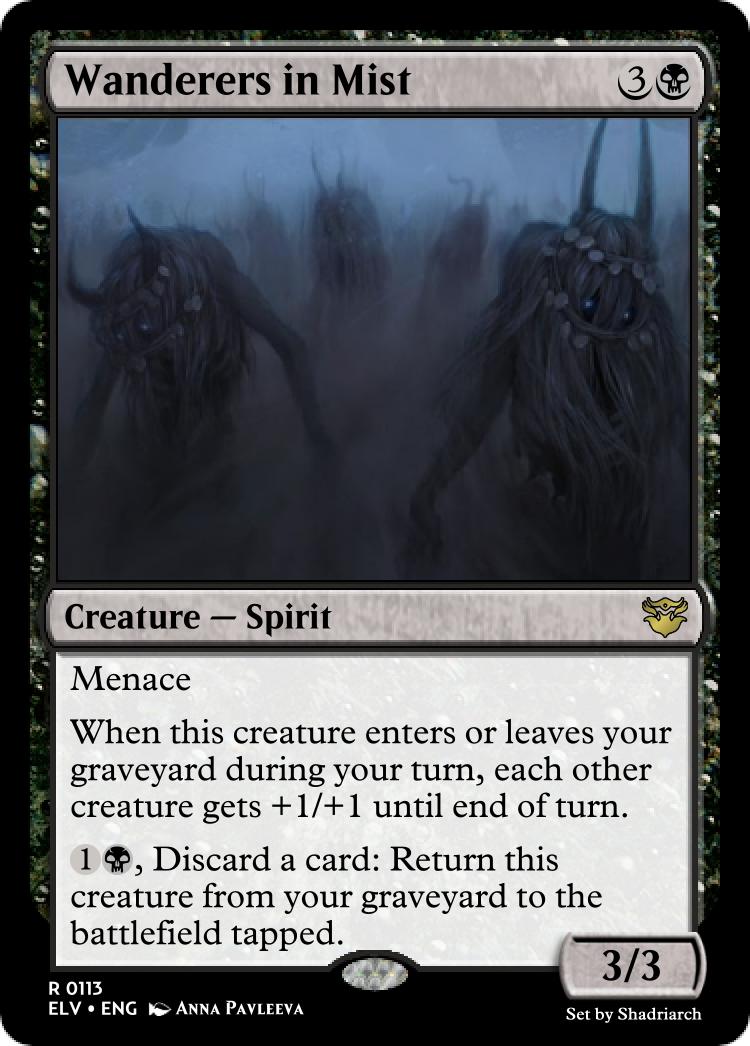 Wanderers in Mist 3
Creature — Spirit
Menace
When this creature enters or leaves your
graveyard during your turn, each other
creature gets +1/+1 until end of turn.
1, Discard a card: Return this
creature from your graveyard to the
battlefield tapped.
3/3
R 0113
ELV • ENG Anna Pavleeva
Set by Shadriarch